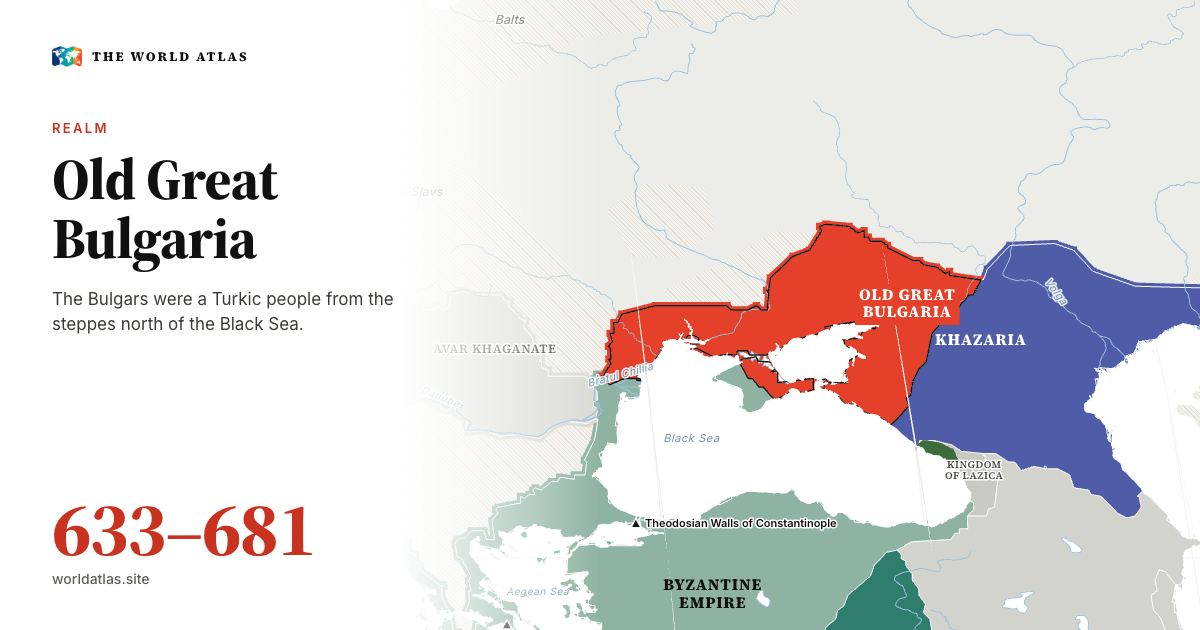 THE WORLD ATLAS
REALM
Old Great
Bulgaria
The Bulgars were a Turkic people from the
steppes north of the Black Sea.
633–681
worldatlas.site
Balts
Slavs
OLD GREAT
BULGARIA
Volga
KHAZARIA
AVAR KHAGANATE
Bratul Chillia
Danube
Black Sea
KINGDOM
OF LAZICA
Theodosian Walls of Constantinople
BYZANTINE
EMPIRE
Aegean Sea